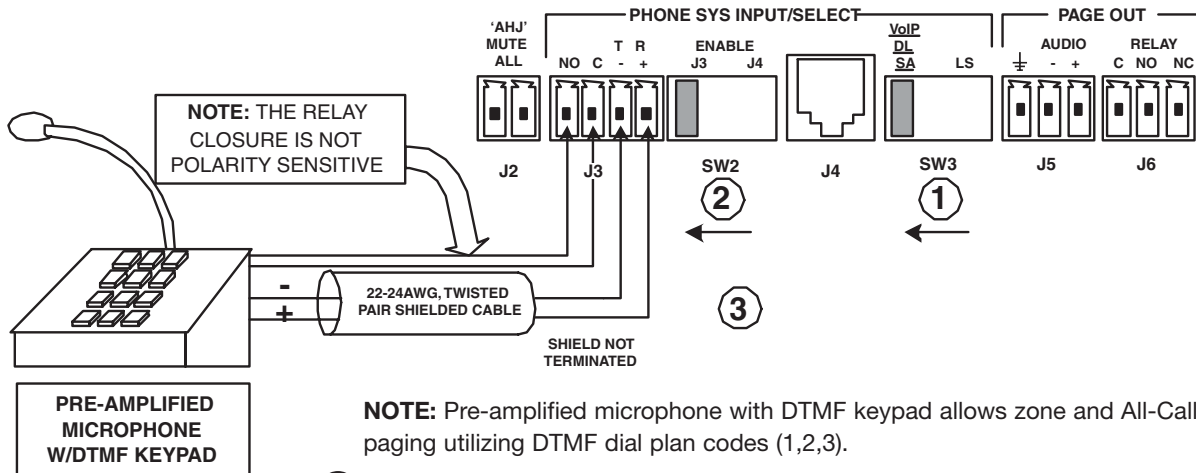 PHONE SYS INPUT/SELECT
PAGE OUT
'AHJ'
MUTE
ALL
T R
NO C - +
ENABLE
J3 J4
VoIP
DL
SA
LS
AUDIO
- +
RELAY
C NO NC
J2
J3
SW2
J4
SW3
J5
J6
2
1
NOTE: THE RELAY
CLOSURE IS NOT
POLARITY SENSITIVE
-
+
22-24AWG, TWISTED
PAIR SHIELDED CABLE
3
SHIELD NOT
TERMINATED
PRE-AMPLIFIED
MICROPHONE
W/DTMF KEYPAD
NOTE: Pre-amplified microphone with DTMF keypad allows zone and All-Call
paging utilizing DTMF dial plan codes (1,2,3).